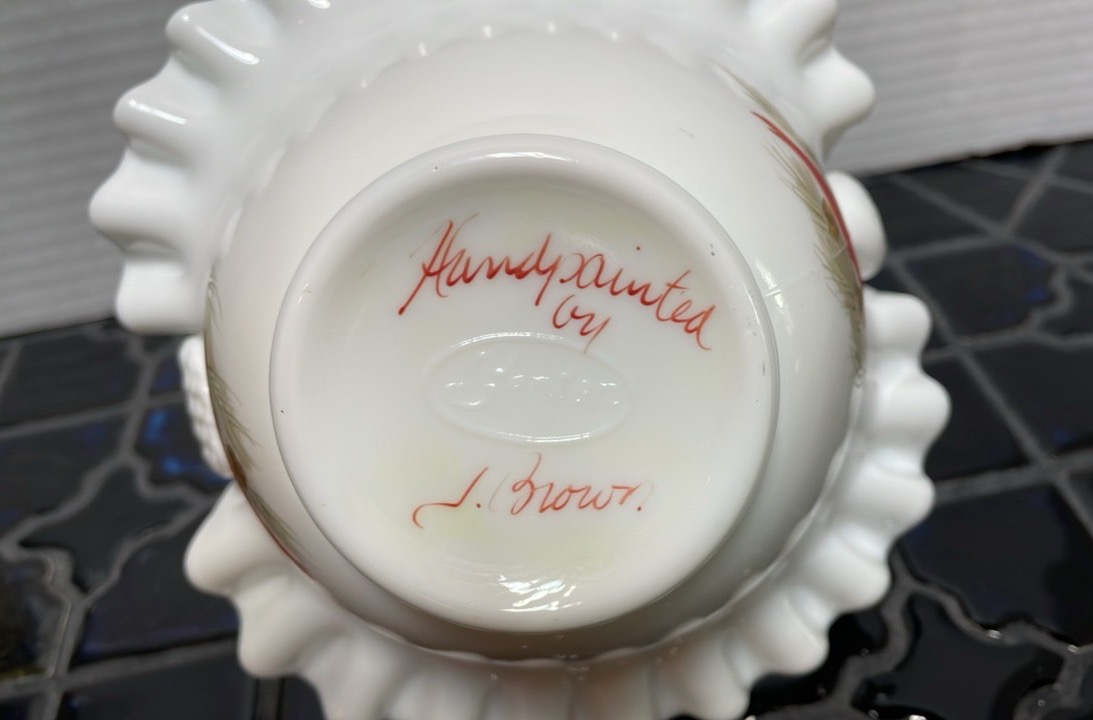 Handpainted
by
J. Brown.